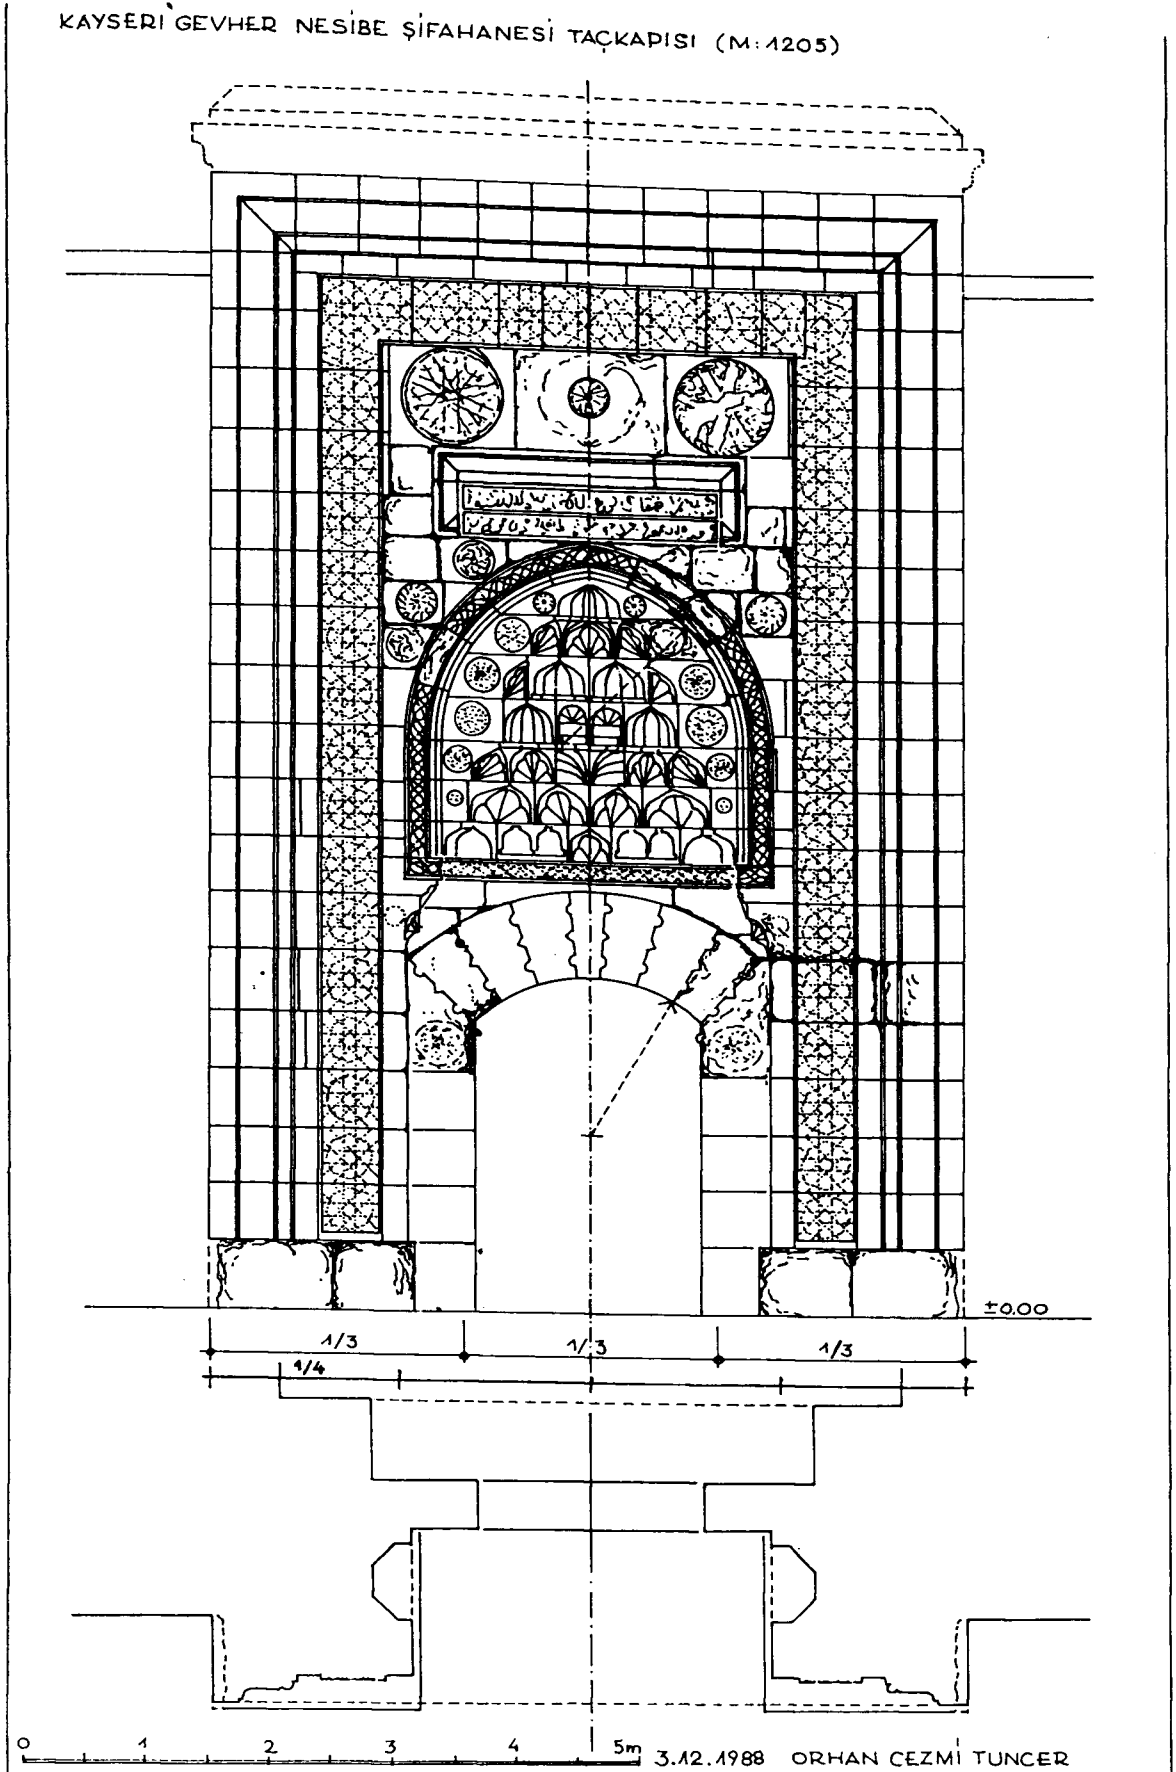 KAYSERİ GEVHER NESİBE ŞİFAHANESİ TAÇKAPISI (M:1205)
±0.00
1/3 1/3 1/3
1/4
0 1 2 3 4 5m 3.12.1988 ORHAN CEZMİ TUNCER